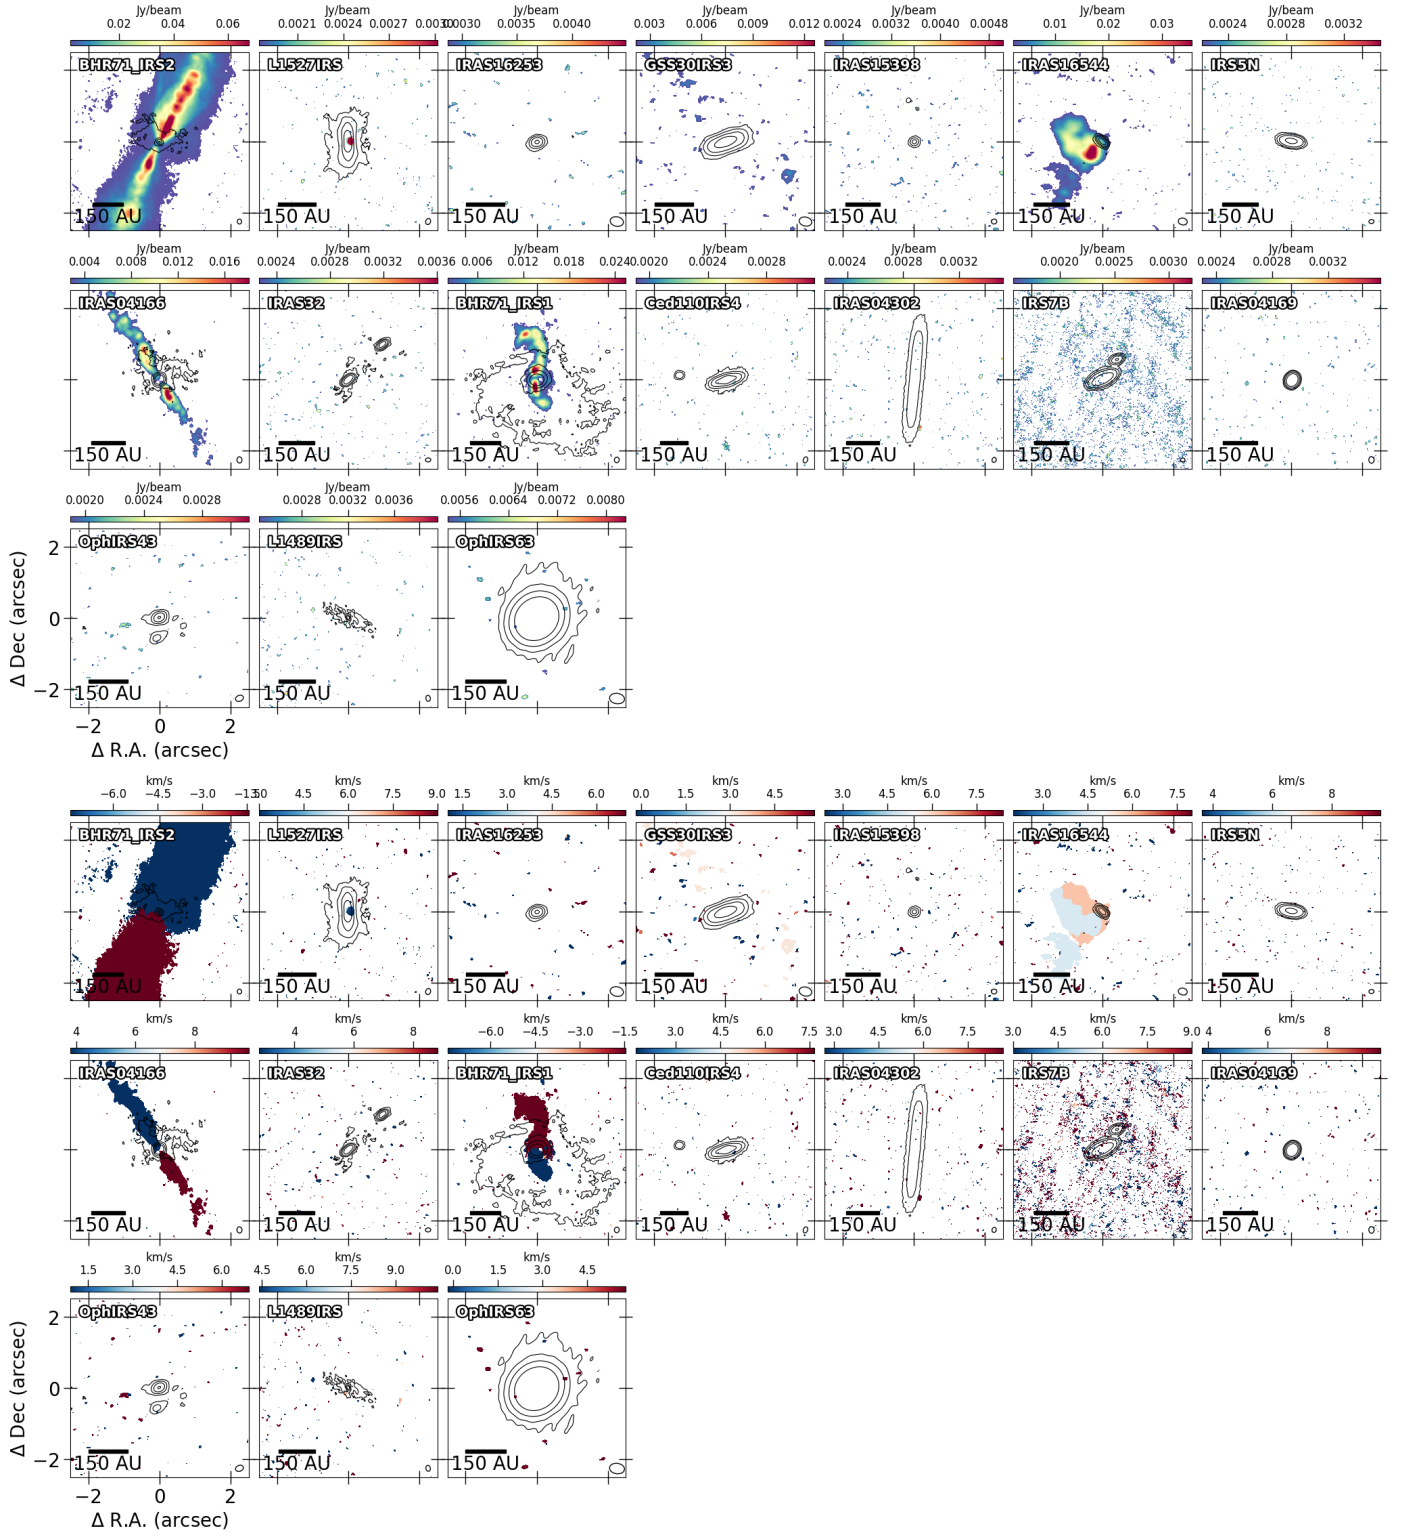 Jy/beam Jy/beam Jy/beam Jy/beam Jy/beam Jy/beam Jy/beam
0.02 0.04 0.06 0.0021 0.0024 0.0027 0.0030 0.0030 0.0035 0.0040 0.003 0.006 0.009 0.012 0.0024 0.0032 0.0040 0.0048 0.01 0.02 0.03 0.0024 0.0028 0.0032
BHR71_IRS2 L1527IRS IRAS16253 GSS30IRS3 IRAS15398 IRAS16544 IRS5N
150 AU 150 AU 150 AU 150 AU 150 AU 150 AU 150 AU
Jy/beam Jy/beam Jy/beam Jy/beam Jy/beam Jy/beam Jy/beam
0.004 0.008 0.012 0.016 0.0024 0.0028 0.0032 0.0036 0.006 0.012 0.018 0.024 0.0020 0.0024 0.0028 0.0024 0.0028 0.0032 0.0020 0.0025 0.0030 0.0024 0.0028 0.0032
IRAS04166 IRAS32 BHR71_IRS1 Ced110IRS4 IRAS04302 IRS7B IRAS04169
150 AU 150 AU 150 AU 150 AU 150 AU 150 AU 150 AU
Jy/beam Jy/beam Jy/beam
0.0020 0.0024 0.0028 0.0028 0.0032 0.0036 0.0056 0.0064 0.0072 0.0080
OphIRS43 L1489IRS OphIRS63
2
0
−2
Δ Dec (arcsec)
150 AU 150 AU 150 AU
−2 0 2
Δ R.A. (arcsec)
km/s km/s km/s km/s km/s km/s km/s
−6.0 −4.5 −3.0 −1.5 3.0 4.5 6.0 7.5 9.0 1.5 3.0 4.5 6.0 0.0 1.5 3.0 4.5 3.0 4.5 6.0 7.5 3.0 4.5 6.0 7.5 4 6 8
BHR71_IRS2 L1527IRS IRAS16253 GSS30IRS3 IRAS15398 IRAS16544 IRS5N
150 AU 150 AU 150 AU 150 AU 150 AU 150 AU 150 AU
km/s km/s km/s km/s km/s km/s km/s
4 6 8 4 6 8 −6.0 −4.5 −3.0 −1.5 3.0 4.5 6.0 7.5 3.0 4.5 6.0 7.5 3.0 4.5 6.0 7.5 9.0 4 6 8
IRAS04166 IRAS32 BHR71_IRS1 Ced110IRS4 IRAS04302 IRS7B IRAS04169
150 AU 150 AU 150 AU 150 AU 150 AU 150 AU 150 AU
km/s km/s km/s
1.5 3.0 4.5 6.0 4.5 6.0 7.5 9.0 0.0 1.5 3.0 4.5
OphIRS43 L1489IRS OphIRS63
2
0
−2
Δ Dec (arcsec)
150 AU 150 AU 150 AU
−2 0 2
Δ R.A. (arcsec)